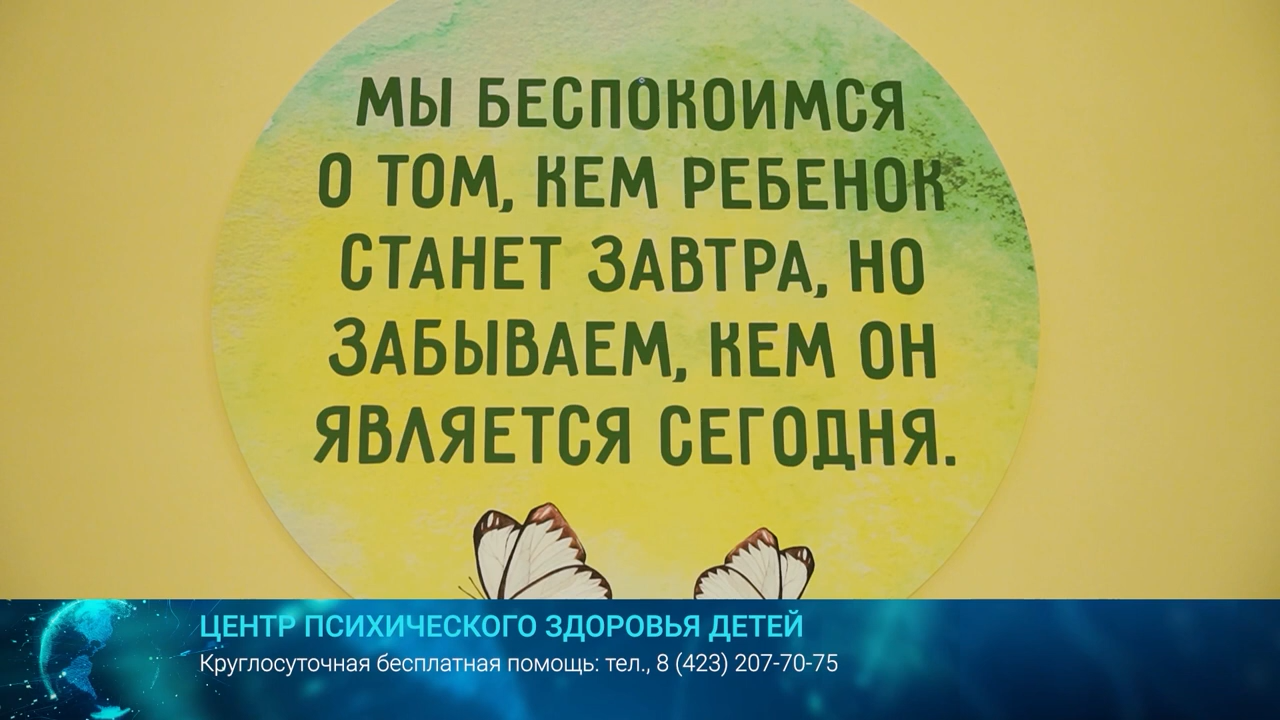 МЫ БЕСПОКОИМСЯ
О ТОМ, КЕМ РЕБЕНОК
СТАНЕТ ЗАВТРА, НО
ЗАБЫВАЕМ, КЕМ ОН
ЯВЛЯЕТСЯ СЕГОДНЯ.
ЦЕНТР ПСИХИЧЕСКОГО ЗДОРОВЬЯ ДЕТЕЙ
Круглосуточная бесплатная помощь: тел., 8 (423) 207-70-75